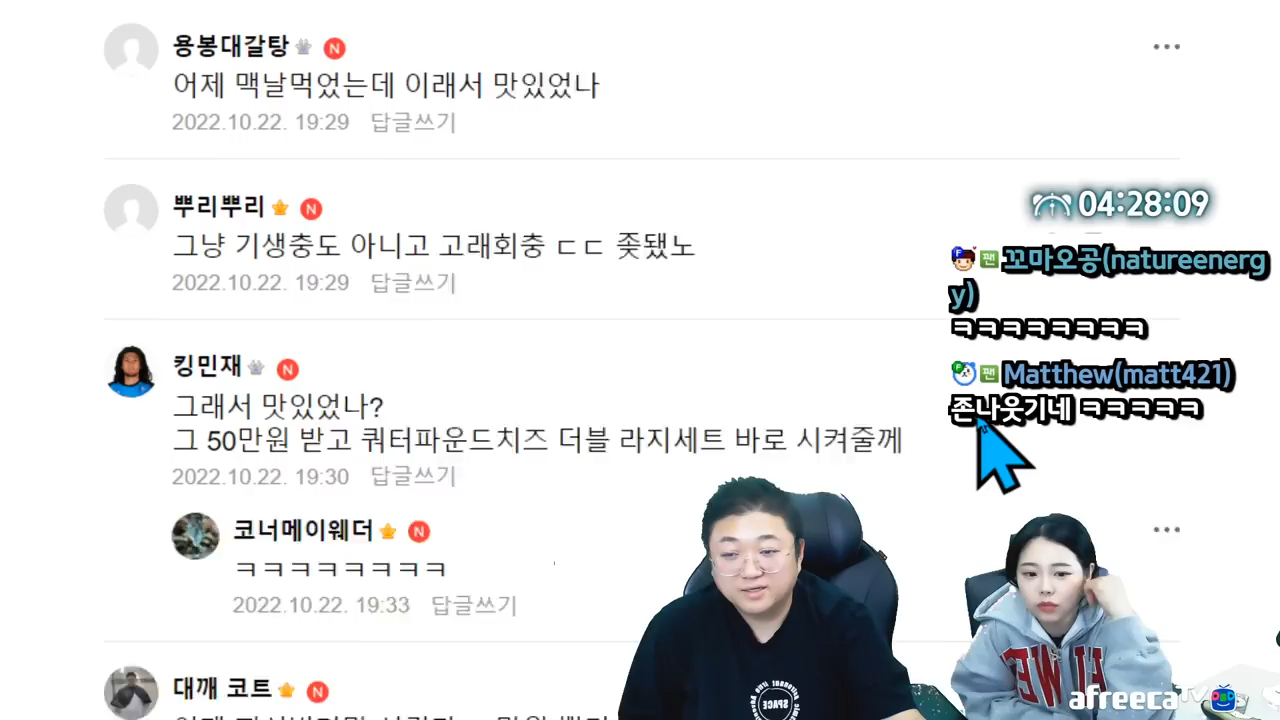 용봉대갈탕 N
어제 맥날먹었는데 이래서 맛있었나
2022.10.22. 19:29 답글쓰기
뿌리뿌리 N
그냥 기생충도 아니고 고래회충 ㄷㄷ 좆됐노
2022.10.22. 19:29 답글쓰기
킹민재 N
그래서 맛있었나?
그 50만원 받고 쿼터파운드치즈 더블 라지세트 바로 시켜줄께
2022.10.22. 19:30 답글쓰기
코너메이웨더 N
ㅋㅋㅋㅋㅋㅋㅋㅋ
2022.10.22. 19:33 답글쓰기
대깨 코트 N
04:28:09
F 팬 꼬마오공(natureenerg
y)
ㅋㅋㅋㅋㅋㅋㅋㅋ
F 팬 Matthew(matt421)
존나웃기네 ㅋㅋㅋㅋㅋ
SPACE
afreecaTV